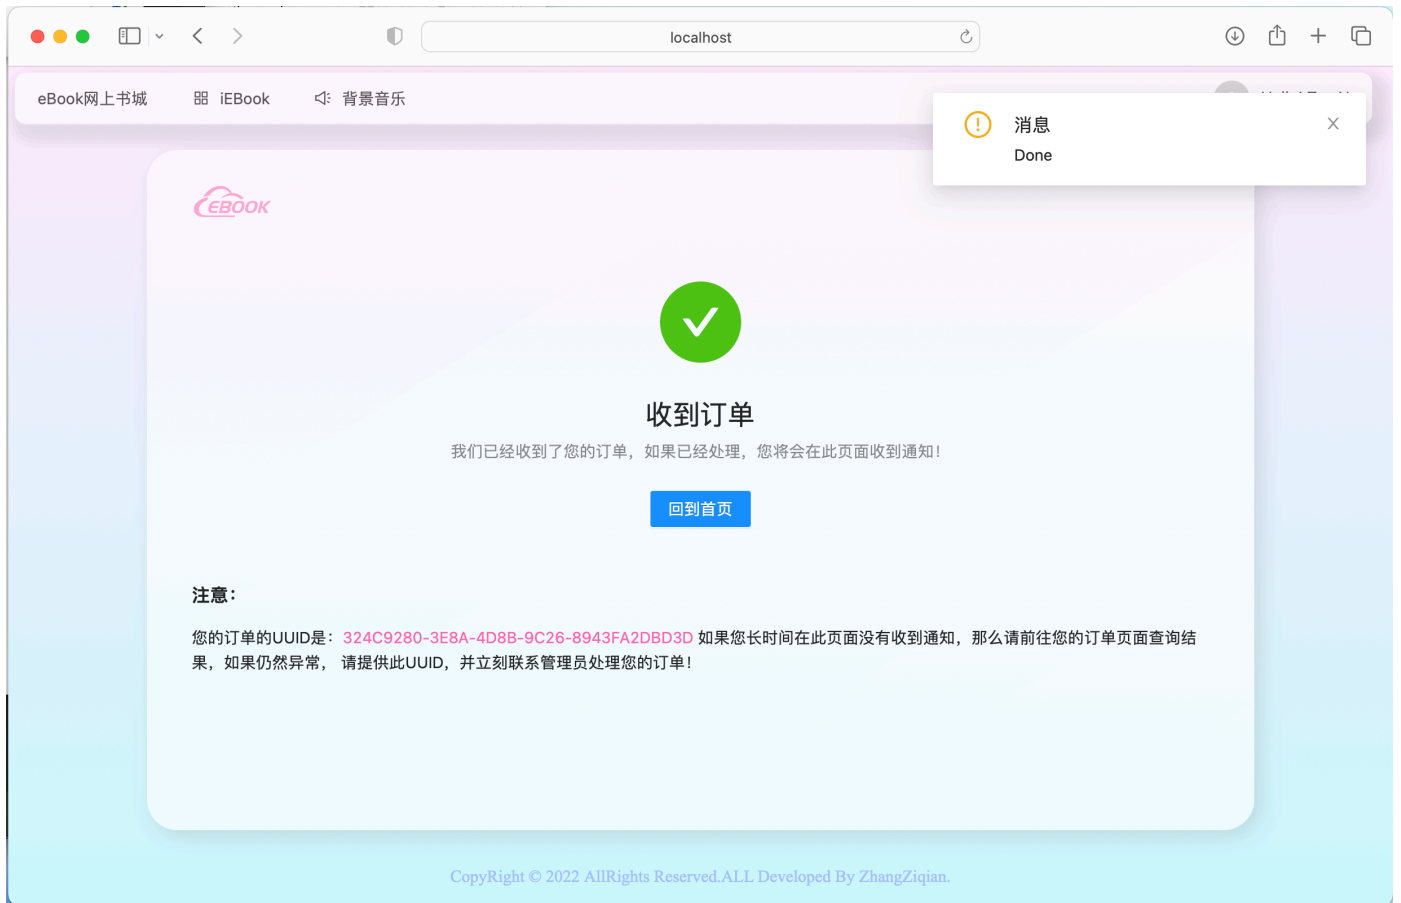 localhost
eBook网上书城
iEBook
背景音乐
消息
Done
EBOOK
收到订单
我们已经收到了您的订单，如果已经处理，您将会在此页面收到通知！
回到首页
注意：
您的订单的UUID是：324C9280-3E8A-4D8B-9C26-8943FA2DBD3D 如果您长时间在此页面没有收到通知，那么请前往您的订单页面查询结
果，如果仍然异常， 请提供此UUID，并立刻联系管理员处理您的订单！
CopyRight © 2022 AllRights Reserved.ALL Developed By ZhangZiqian.